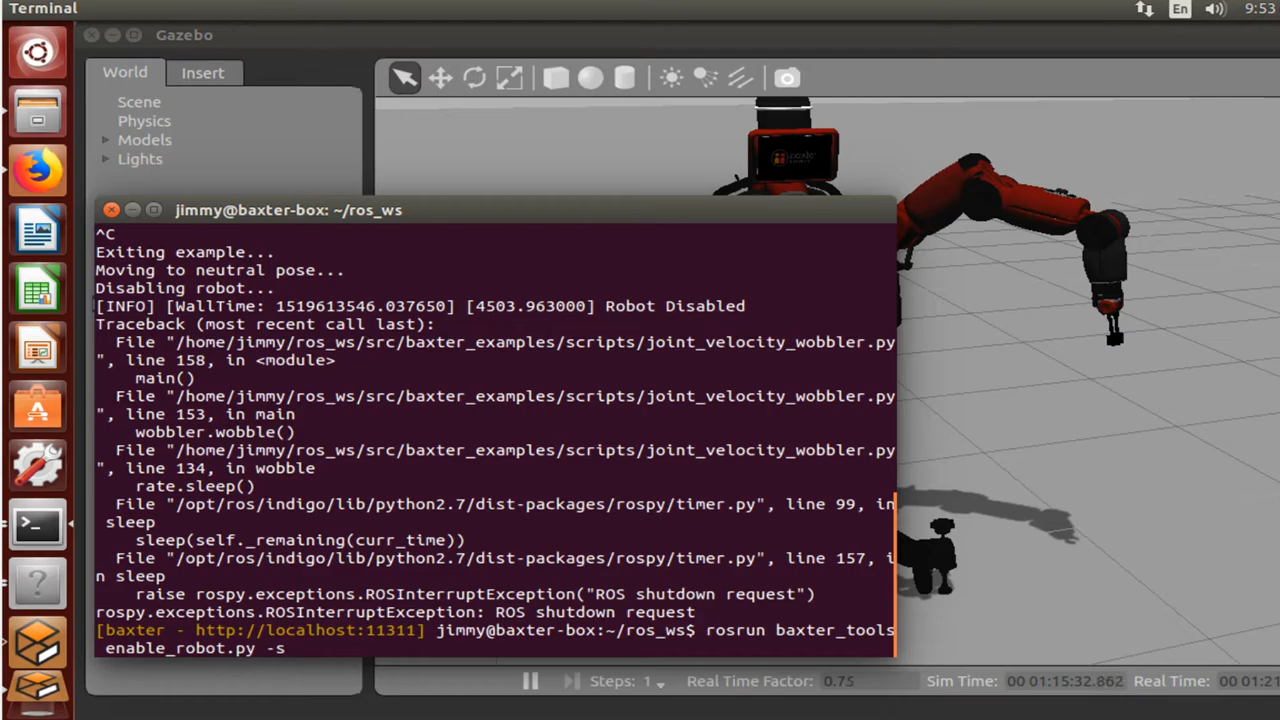 Terminal
En
9:53
Gazebo
World
Insert
Scene
Physics
Models
Lights
jimmy@baxter-box: ~/ros_ws
^C
Exiting example...
Moving to neutral pose...
Disabling robot...
[INFO] [WallTime: 1519613546.037650] [4503.963000] Robot Disabled
Traceback (most recent call last):
  File "/home/jimmy/ros_ws/src/baxter_examples/scripts/joint_velocity_wobbler.py
", line 158, in <module>
    main()
  File "/home/jimmy/ros_ws/src/baxter_examples/scripts/joint_velocity_wobbler.py
", line 153, in main
    wobbler.wobble()
  File "/home/jimmy/ros_ws/src/baxter_examples/scripts/joint_velocity_wobbler.py
", line 134, in wobble
    rate.sleep()
  File "/opt/ros/indigo/lib/python2.7/dist-packages/rospy/timer.py", line 99, in
 sleep
    sleep(self._remaining(curr_time))
  File "/opt/ros/indigo/lib/python2.7/dist-packages/rospy/timer.py", line 157, i
n sleep
    raise rospy.exceptions.ROSInterruptException("ROS shutdown request")
rospy.exceptions.ROSInterruptException: ROS shutdown request
[baxter - http://localhost:11311] jimmy@baxter-box:~/ros_ws$ rosrun baxter_tools
 enable_robot.py -s
Steps: 1
Real Time Factor: 0.75
Sim Time: 00 01:15:32.862
Real Time: 00 01:21